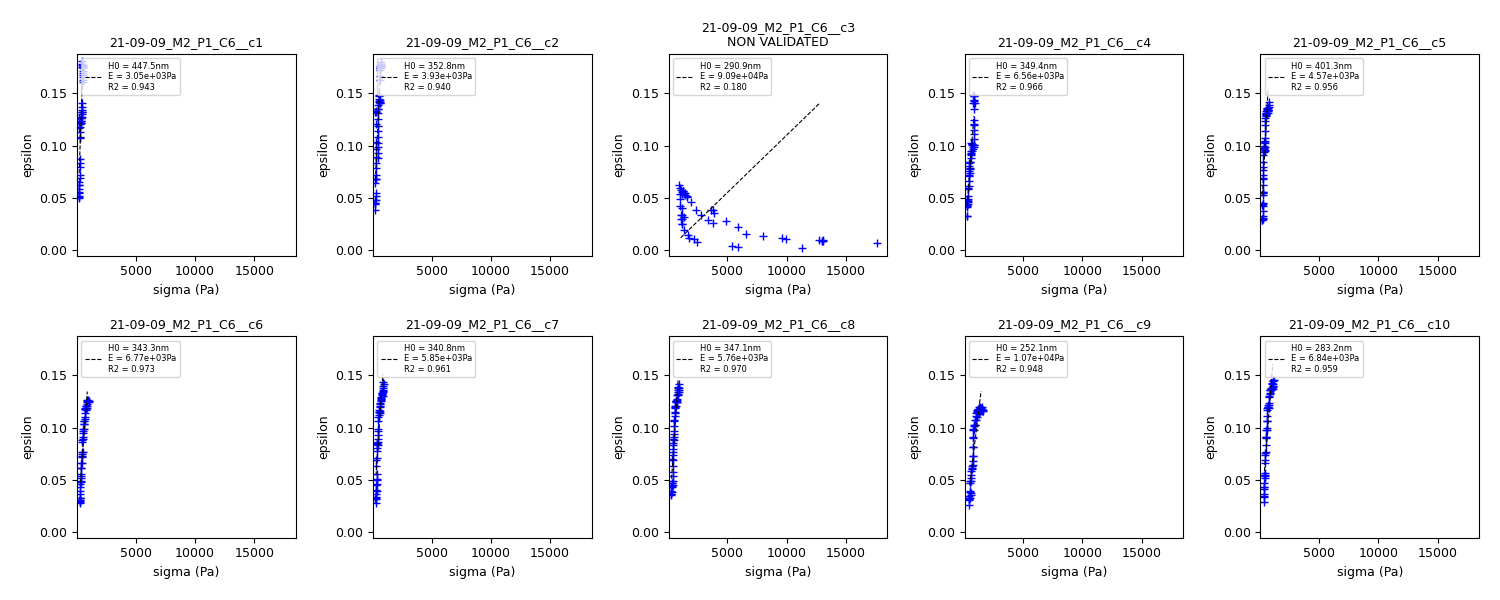 21-09-09_M2_P1_C6__c1
H0 = 447.5nm
E = 3.05e+03Pa
R2 = 0.943
epsilon
0.15
0.10
0.05
0.00
5000 10000 15000
sigma (Pa)
21-09-09_M2_P1_C6__c2
H0 = 352.8nm
E = 3.93e+03Pa
R2 = 0.940
epsilon
0.15
0.10
0.05
0.00
5000 10000 15000
sigma (Pa)
21-09-09_M2_P1_C6__c3
NON VALIDATED
H0 = 290.9nm
E = 9.09e+04Pa
R2 = 0.180
epsilon
0.15
0.10
0.05
0.00
5000 10000 15000
sigma (Pa)
21-09-09_M2_P1_C6__c4
H0 = 349.4nm
E = 6.56e+03Pa
R2 = 0.966
epsilon
0.15
0.10
0.05
0.00
5000 10000 15000
sigma (Pa)
21-09-09_M2_P1_C6__c5
H0 = 401.3nm
E = 4.57e+03Pa
R2 = 0.956
epsilon
0.15
0.10
0.05
0.00
5000 10000 15000
sigma (Pa)
21-09-09_M2_P1_C6__c6
H0 = 343.3nm
E = 6.77e+03Pa
R2 = 0.973
epsilon
0.15
0.10
0.05
0.00
5000 10000 15000
sigma (Pa)
21-09-09_M2_P1_C6__c7
H0 = 340.8nm
E = 5.85e+03Pa
R2 = 0.961
epsilon
0.15
0.10
0.05
0.00
5000 10000 15000
sigma (Pa)
21-09-09_M2_P1_C6__c8
H0 = 347.1nm
E = 5.76e+03Pa
R2 = 0.970
epsilon
0.15
0.10
0.05
0.00
5000 10000 15000
sigma (Pa)
21-09-09_M2_P1_C6__c9
H0 = 252.1nm
E = 1.07e+04Pa
R2 = 0.948
epsilon
0.15
0.10
0.05
0.00
5000 10000 15000
sigma (Pa)
21-09-09_M2_P1_C6__c10
H0 = 283.2nm
E = 6.84e+03Pa
R2 = 0.959
epsilon
0.15
0.10
0.05
0.00
5000 10000 15000
sigma (Pa)